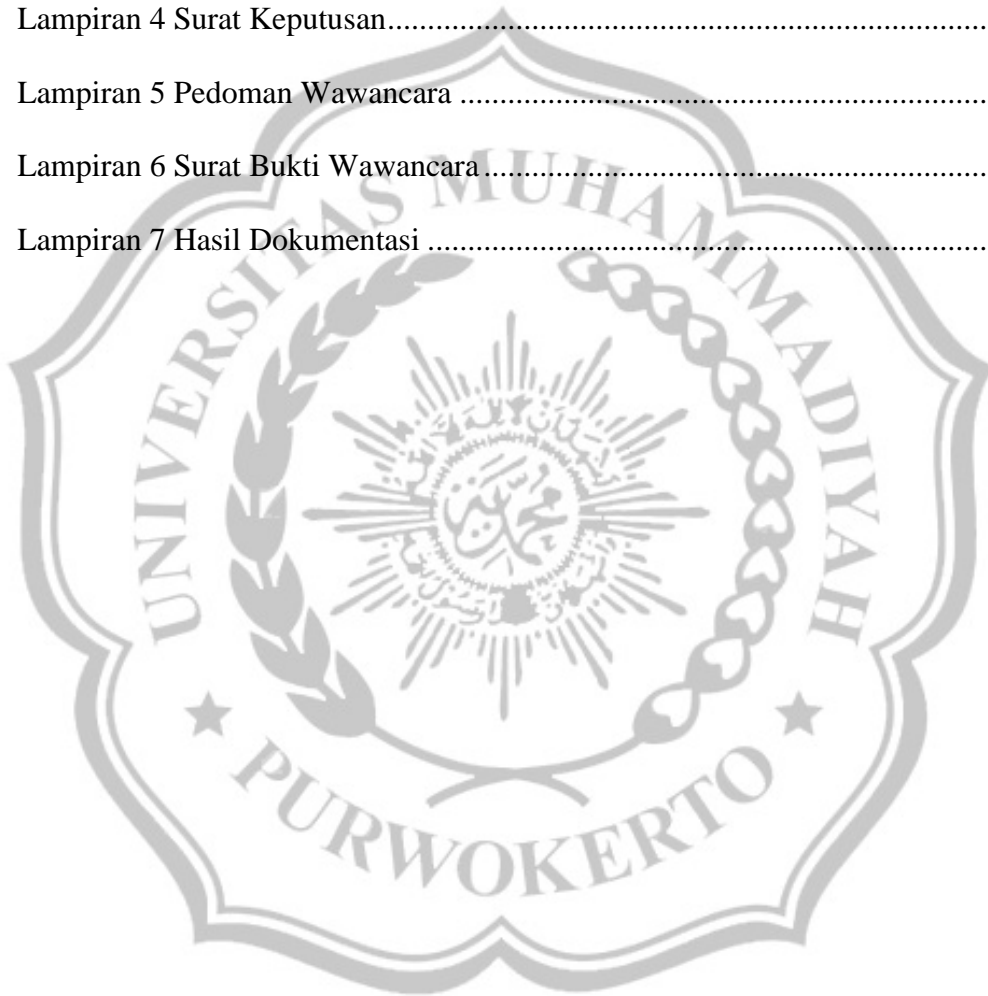 Lampiran 4 Surat Keputusan...............................................................
Lampiran 5 Pedoman Wawancara .......................................................
Lampiran 6 Surat Bukti Wawancara.....................................................
Lampiran 7 Hasil Dokumentasi ...........................................................
UNIVERSITAS MUHAMMADIYAH
محمد
PURWOKERTO